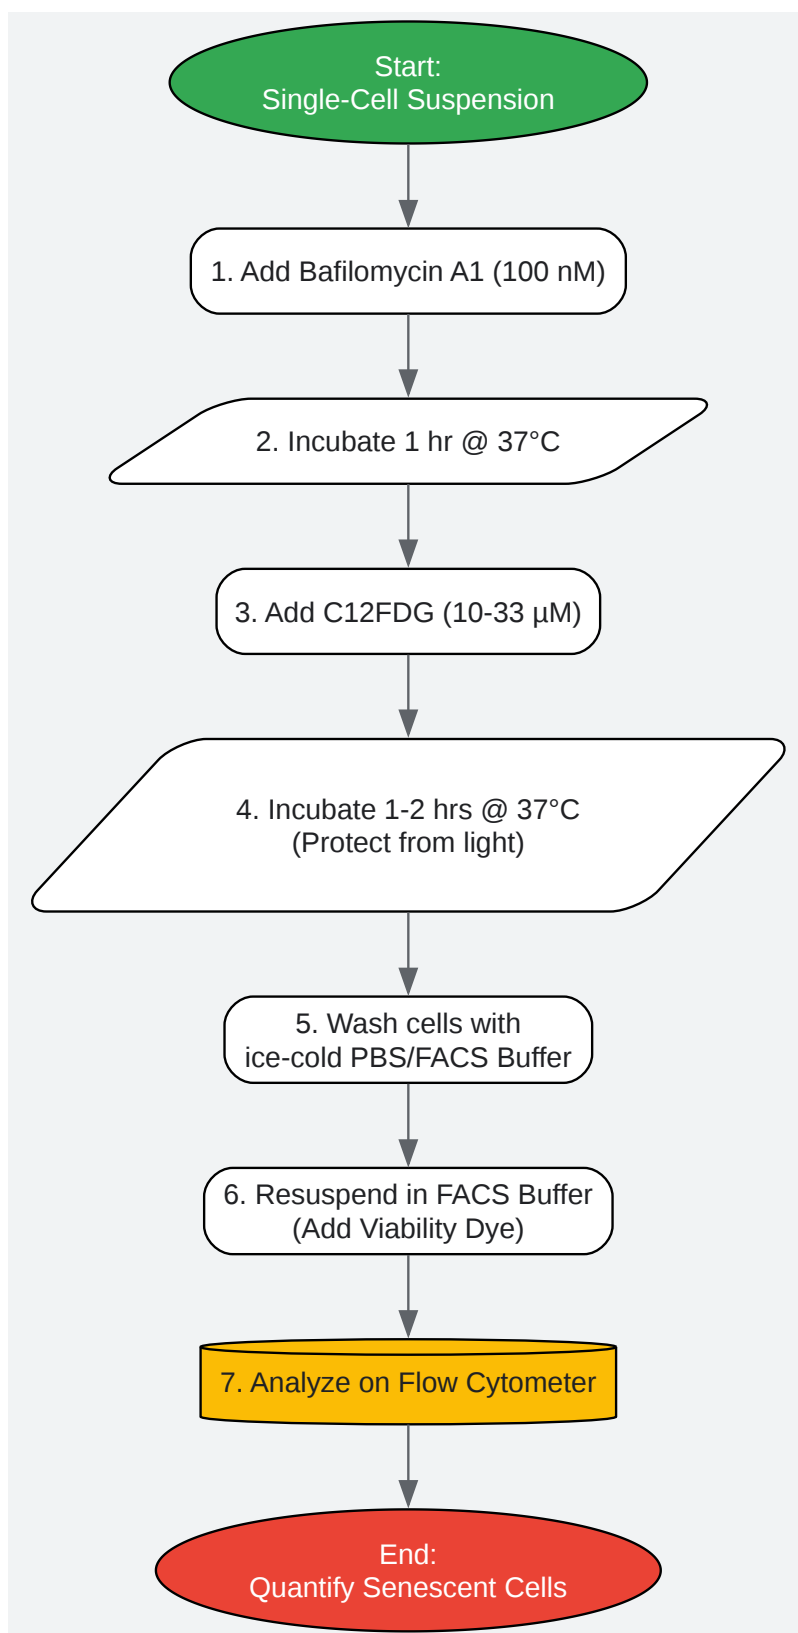 Start:
Single-Cell Suspension
1. Add Bafilomycin A1 (100 nM)
2. Incubate 1 hr @ 37°C
3. Add C12FDG (10-33 µM)
4. Incubate 1-2 hrs @ 37°C
(Protect from light)
5. Wash cells with
ice-cold PBS/FACS Buffer
6. Resuspend in FACS Buffer
(Add Viability Dye)
7. Analyze on Flow Cytometer
End:
Quantify Senescent Cells